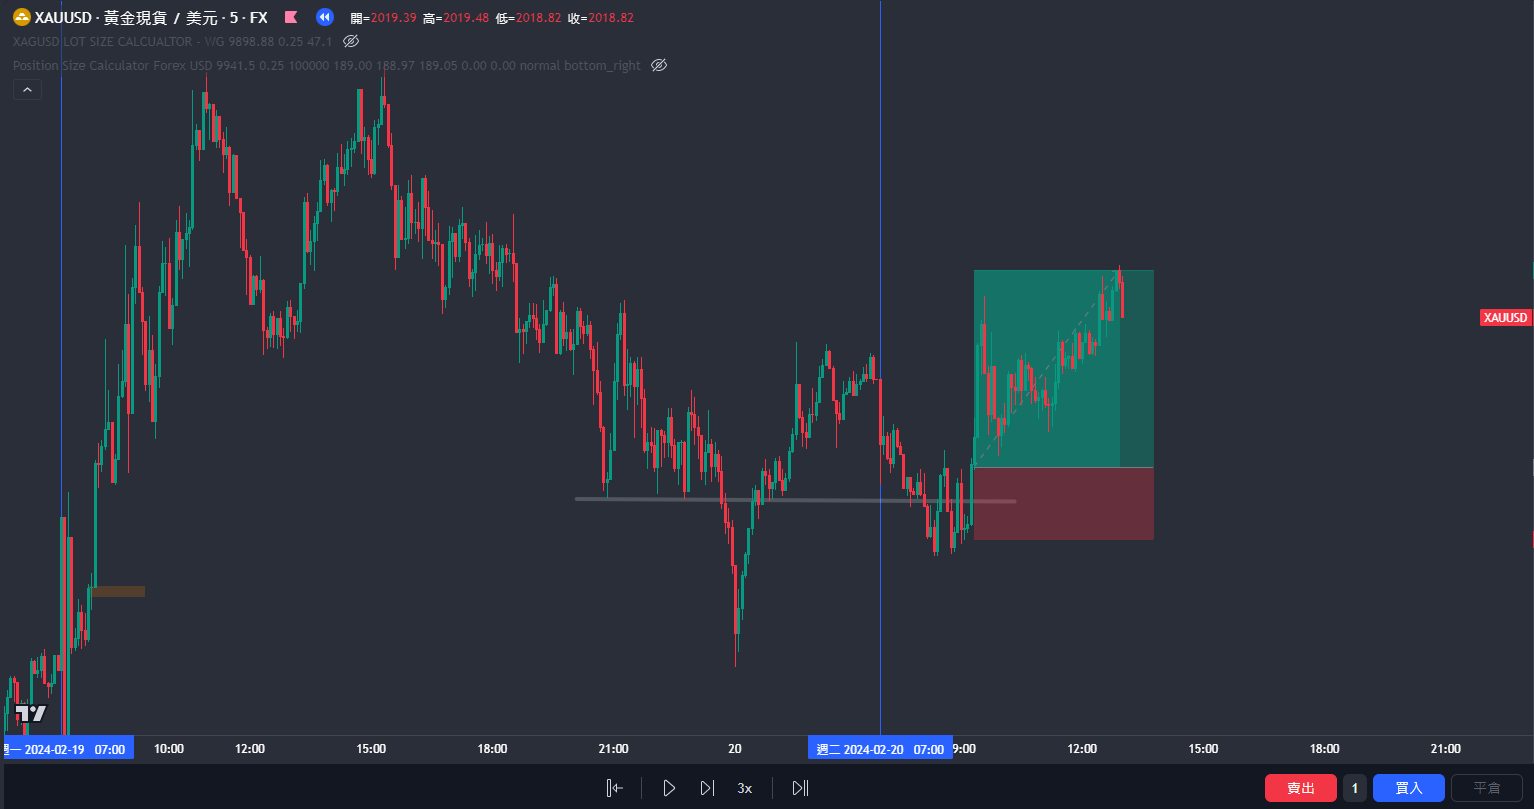 XAUUSD · 黃金現貨 / 美元 · 5 · FX 開=2019.39 高=2019.48 低=2018.82 收=2018.82
XAGUSD LOT SIZE CALCUALTOR - WG 9898.88 0.25 47.1
Position Size Calculator Forex USD 9941.5 0.25 100000 189.00 188.97 189.05 0.00 0.00 normal bottom_right
XAUUSD
週一 2024-02-19 07:00 10:00 12:00 15:00 18:00 21:00 20 週二 2024-02-20 07:00 9:00 12:00 15:00 18:00 21:00
3x 賣出 1 買入 平倉